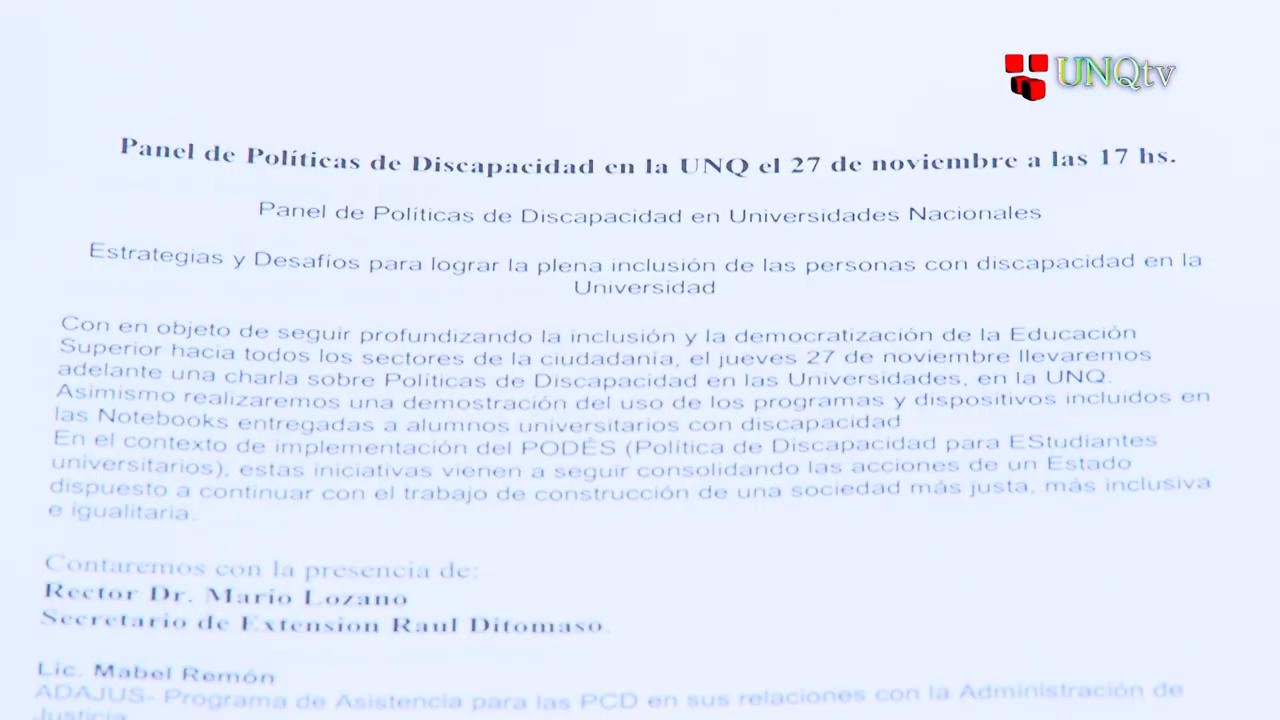 UNQtv
Panel de Políticas de Discapacidad en la UNQ el 27 de noviembre a las 17 hs.
Panel de Políticas de Discapacidad en Universidades Nacionales
Estrategias y Desafíos para lograr la plena inclusión de las personas con discapacidad en la
Universidad
Con en objeto de seguir profundizando la inclusión y la democratización de la Educación
Superior hacia todos los sectores de la ciudadanía, el jueves 27 de noviembre llevaremos
adelante una charla sobre Políticas de Discapacidad en las Universidades, en la UNQ.
Asimismo realizaremos una demostración del uso de los programas y dispositivos incluidos en
las Notebooks entregadas a alumnos universitarios con discapacidad
En el contexto de implementación del PODÉS (Política de Discapacidad para EStudiantes
universitarios), estas iniciativas vienen a seguir consolidando las acciones de un Estado
dispuesto a continuar con el trabajo de construcción de una sociedad más justa, más inclusiva
e igualitaria.
Contaremos con la presencia de:
Rector Dr. Mario Lozano
Secretario de Extension Raul Ditomaso.
Lic. Mabel Remón
ADAJUS- Programa de Asistencia para las PCD en sus relaciones con la Administración de
Justicia